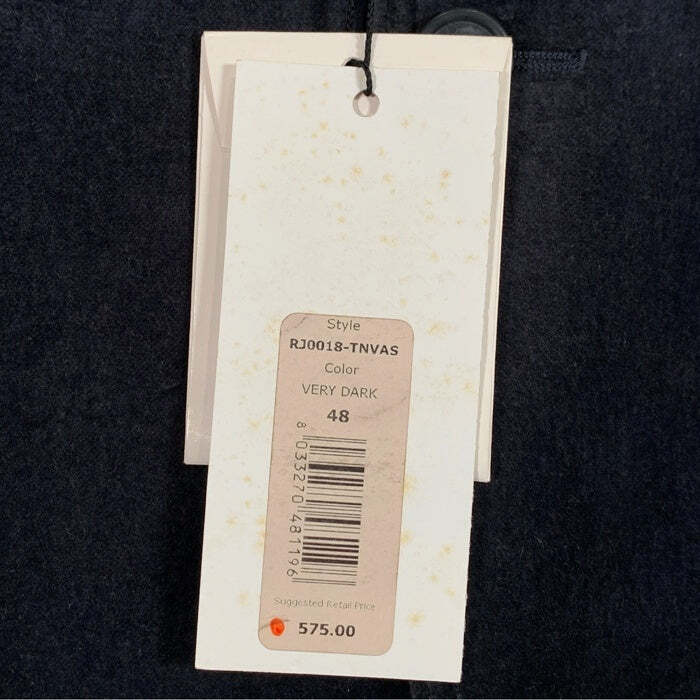 Style
RJ0018-TNVAS
Color
VERY DARK
48
8 033270 481196
Suggested Retail Price
575.00